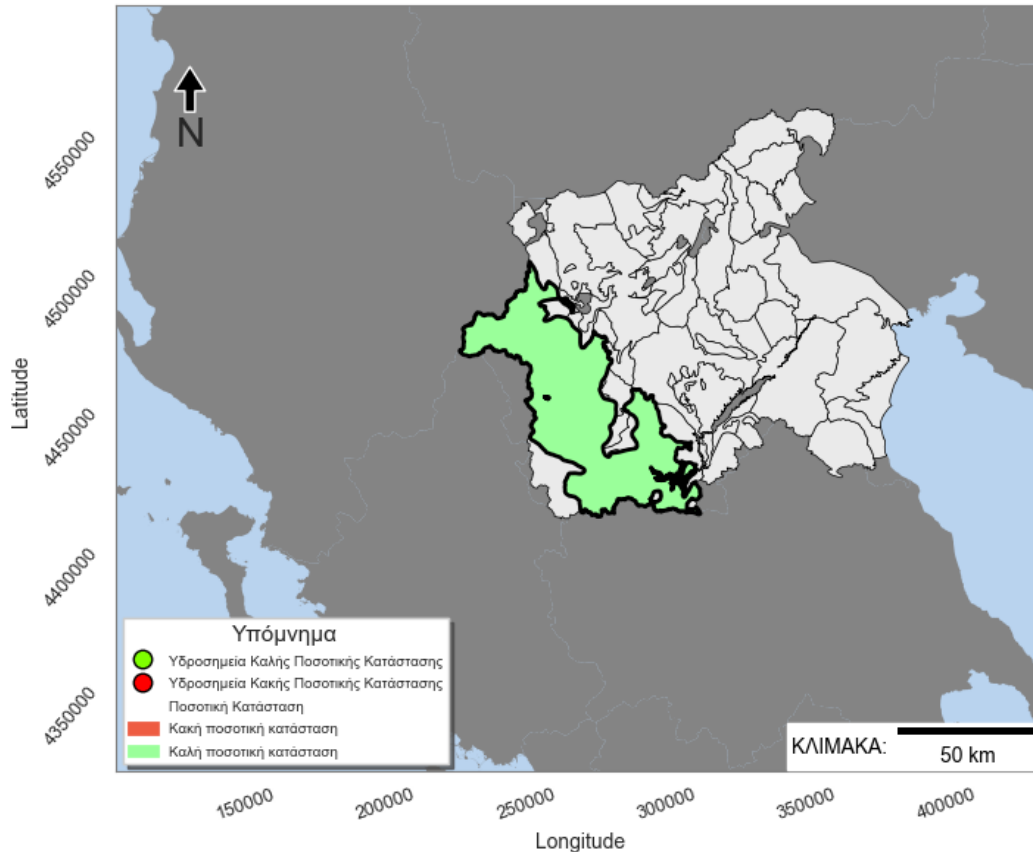 N
4550000
4500000
4450000
4400000
4350000
Latitude
Υπόμνημα
Υδροσημεία Καλής Ποσοτικής Κατάστασης
Υδροσημεία Κακής Ποσοτικής Κατάστασης
Ποσοτική Κατάσταση
Κακή ποσοτική κατάσταση
Καλή ποσοτική κατάσταση
ΚΛΙΜΑΚΑ:
50 km
150000
200000
250000
300000
350000
400000
Longitude